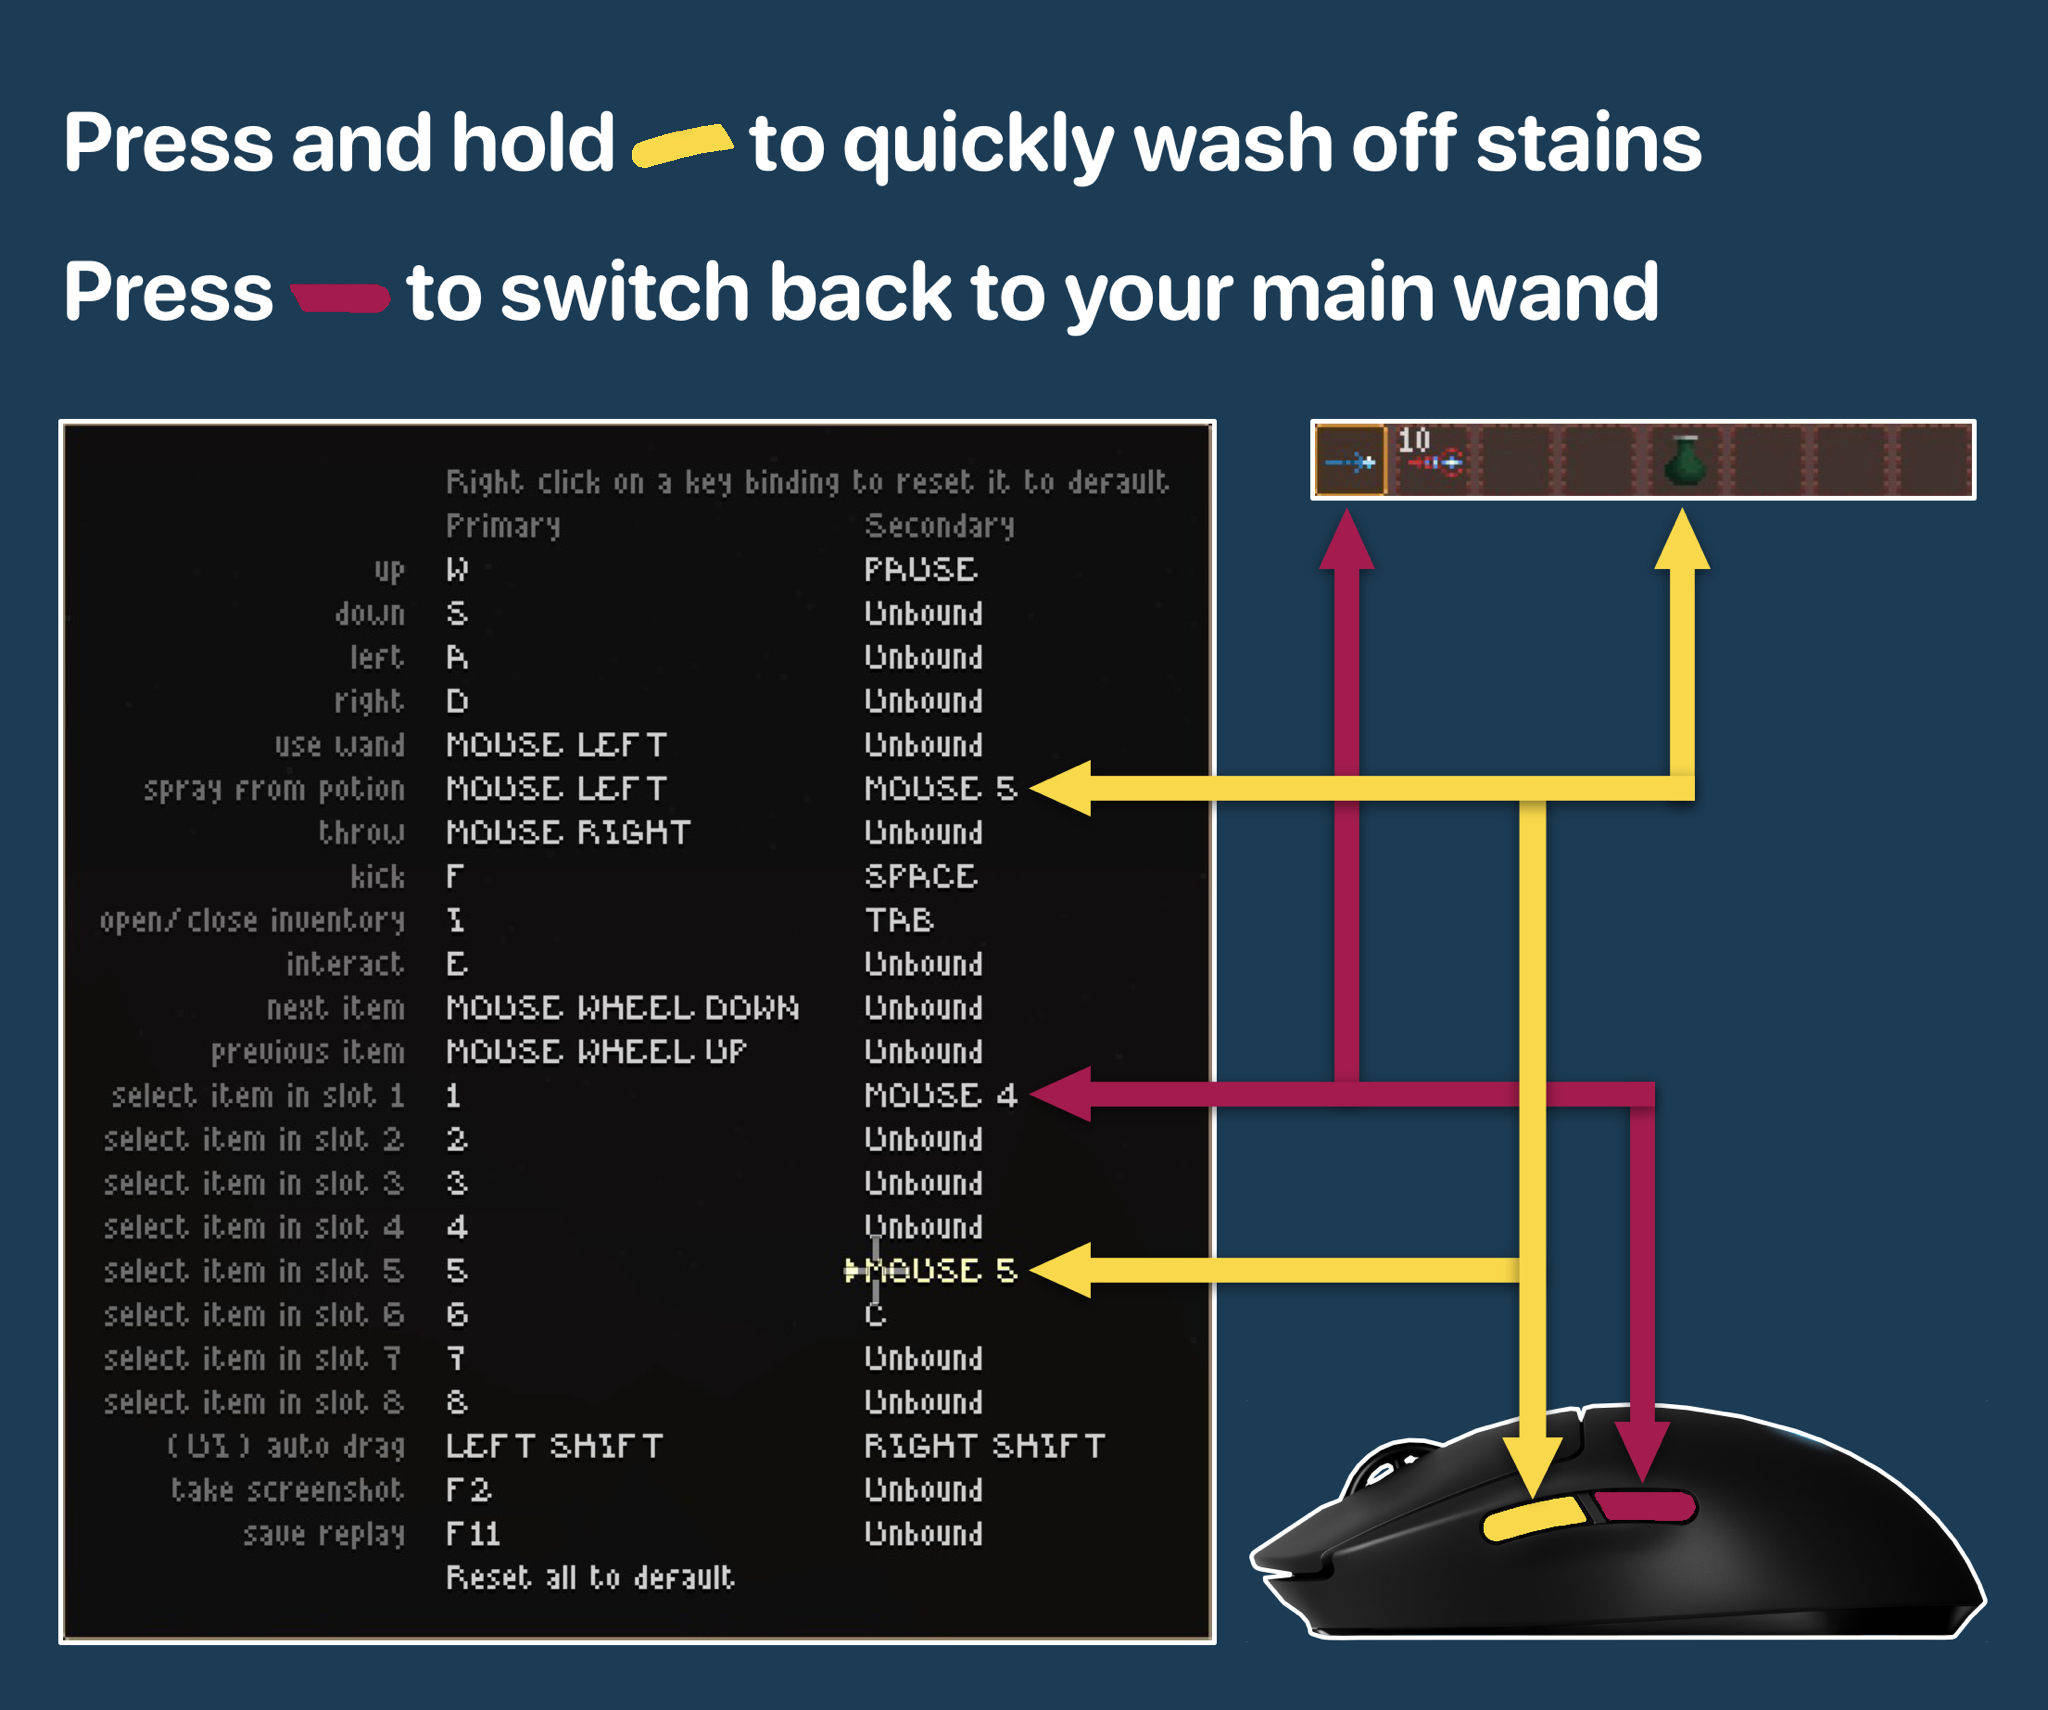 Press and hold to quickly wash off stains
Press to switch back to your main wand
10
Right click on a key binding to reset it to default
Primary Secondary
up W PAUSE
down S Unbound
left A Unbound
right D Unbound
use wand MOUSE LEFT Unbound
spray from potion MOUSE LEFT MOUSE 5
throw MOUSE RIGHT Unbound
kick F SPACE
open/close inventory I TAB
interact E Unbound
next item MOUSE WHEEL DOWN Unbound
previous item MOUSE WHEEL UP Unbound
select item in slot 1 1 MOUSE 4
select item in slot 2 2 Unbound
select item in slot 3 3 Unbound
select item in slot 4 4 Unbound
select item in slot 5 5 MOUSE 5
select item in slot 6 6 C
select item in slot 7 7 Unbound
select item in slot 8 8 Unbound
(UI) auto drag LEFT SHIFT RIGHT SHIFT
take screenshot F2 Unbound
save replay F11 Unbound
Reset all to default